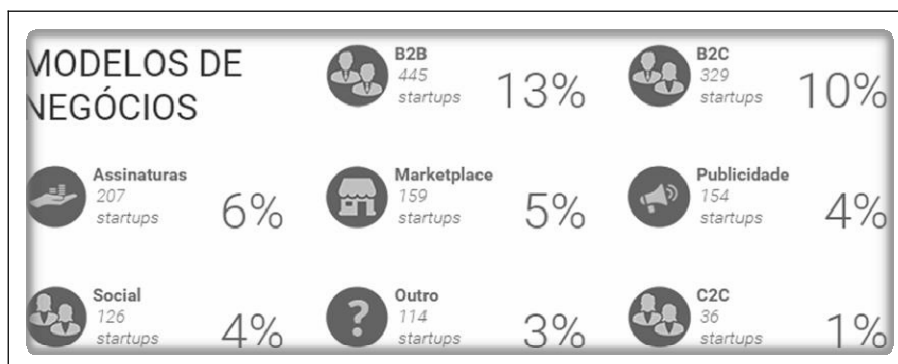 MODELOS DE
NEGÓCIOS
B2B
445
startups
13%
B2C
329
startups
10%
Assinaturas
207
startups
6%
Marketplace
159
startups
5%
Publicidade
154
startups
4%
Social
126
startups
4%
?
Outro
114
startups
3%
C2C
36
startups
1%